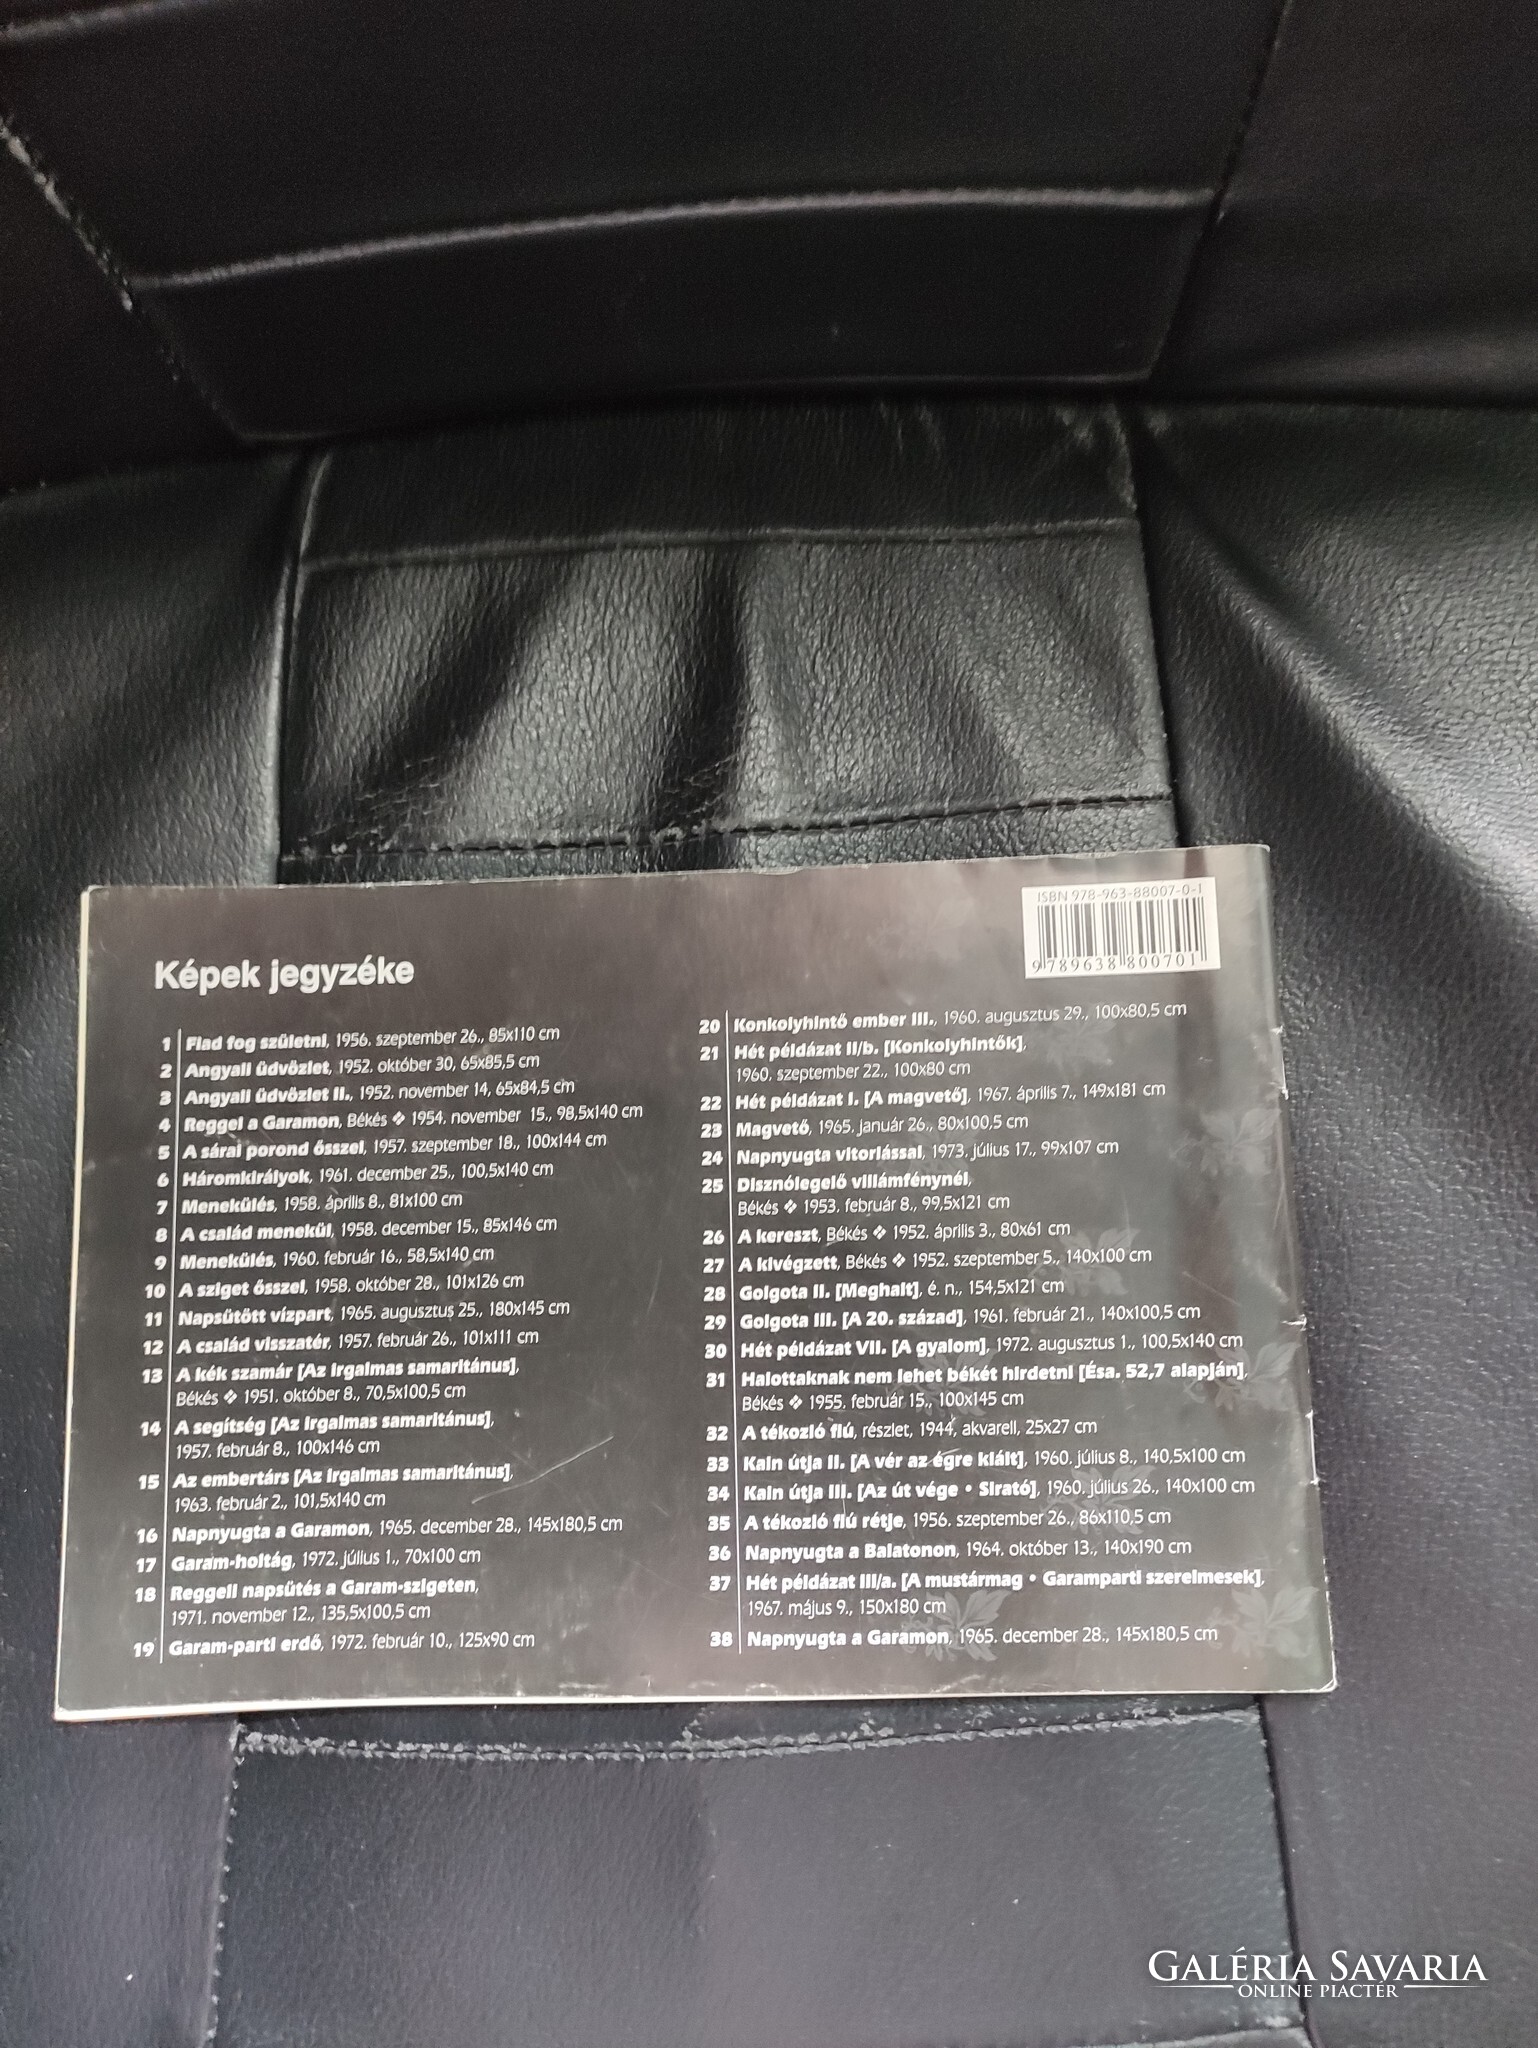 ISBN 978-963-88007-0-1
9 789638 800701
Képek jegyzéke
1 Fiad fog születni, 1956. szeptember 26., 85x110 cm
2 Angyali üdvözlet, 1952. október 30, 65x85,5 cm
3 Angyali üdvözlet II., 1952. november 14, 65x84,5 cm
4 Reggel a Garamon, Békés ❖ 1954. november 15., 98,5x140 cm
5 A sárai porond ősszel, 1957. szeptember 18., 100x144 cm
6 Háromkirályok, 1961. december 25., 100,5x140 cm
7 Menekülés, 1958. április 8., 81x100 cm
8 A család menekül, 1958. december 15., 85x146 cm
9 Menekülés, 1960. február 16., 58,5x140 cm
10 A sziget ősszel, 1958. október 28., 101x126 cm
11 Napsütött vízpart, 1965. augusztus 25., 180x145 cm
12 A család visszatér, 1957. február 26., 101x111 cm
13 A kék szamár [Az irgalmas samaritánus],
Békés ❖ 1951. október 8., 70,5x100,5 cm
14 A segítség [Az irgalmas samaritánus],
1957. február 8., 100x146 cm
15 Az embertárs [Az irgalmas samaritánus],
1963. február 2., 101,5x140 cm
16 Napnyugta a Garamon, 1965. december 28., 145x180,5 cm
17 Garam-holtág, 1972. július 1., 70x100 cm
18 Reggeli napsütés a Garam-szigeten,
1971. november 12., 135,5x100,5 cm
19 Garam-parti erdő, 1972. február 10., 125x90 cm
20 Konkolyhintő ember III., 1960. augusztus 29., 100x80,5 cm
21 Hét példázat II/b. [Konkolyhintők],
1960. szeptember 22., 100x80 cm
22 Hét példázat I. [A magvető], 1967. április 7., 149x181 cm
23 Magvető, 1965. január 26., 80x100,5 cm
24 Napnyugta vitorlással, 1973. július 17., 99x107 cm
25 Disznólegelő villámfénynél,
Békés ❖ 1953. február 8., 99,5x121 cm
26 A kereszt, Békés ❖ 1952. április 3., 80x61 cm
27 A kivégzett, Békés ❖ 1952. szeptember 5., 140x100 cm
28 Golgota II. [Meghalt], é. n., 154,5x121 cm
29 Golgota III. [A 20. század], 1961. február 21., 140x100,5 cm
30 Hét példázat VII. [A gyalom], 1972. augusztus 1., 100,5x140 cm
31 Halottaknak nem lehet békét hirdetni [Ésa. 52,7 alapján],
Békés ❖ 1955. február 15., 100x145 cm
32 A tékozló fiú, részlet, 1944, akvarell, 25x27 cm
33 Kain útja II. [A vér az égre kiált], 1960. július 8., 140,5x100 cm
34 Kain útja III. [Az út vége • Sirató], 1960. július 26., 140x100 cm
35 A tékozló fiú rétje, 1956. szeptember 26., 86x110,5 cm
36 Napnyugta a Balatonon, 1964. október 13., 140x190 cm
37 Hét példázat III/a. [A mustármag • Garamparti szerelmesek],
1967. május 9., 150x180 cm
38 Napnyugta a Garamon, 1965. december 28., 145x180,5 cm
GALÉRIA SAVARIA
ONLINE PIACTÉR